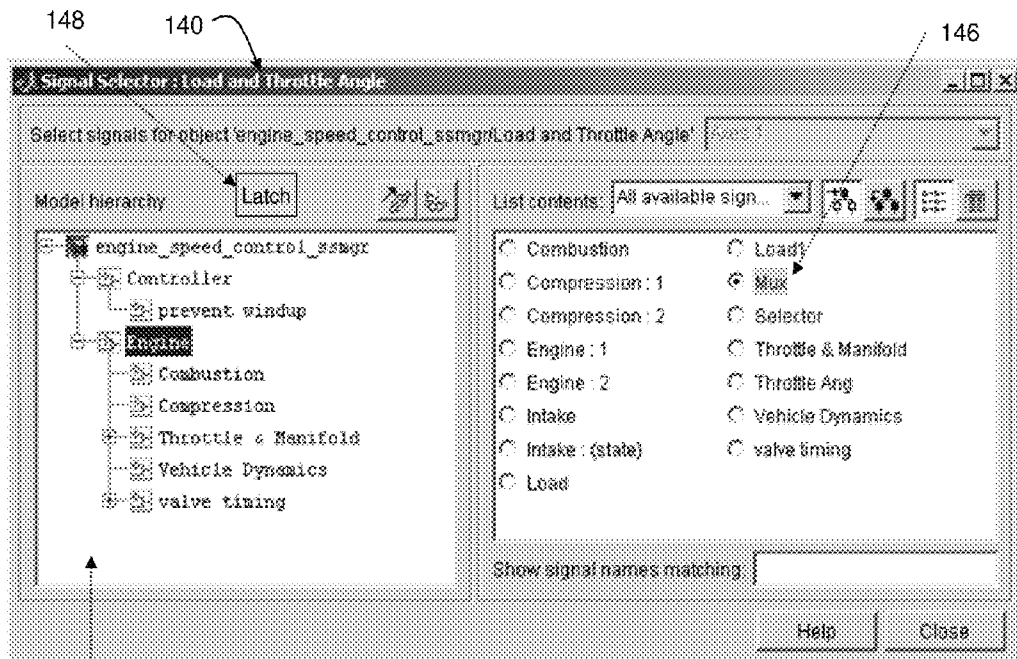 148
140
146
Signal Selector : Load and Throttle Angle
Select signals for object 'engine_speed_control_ssmgr/Load and Throttle Angle'
Axes 1
Model hierarchy
Latch
List contents:
All available sign...
engine_speed_control_ssmgr
Controller
prevent windup
Engine
Combustion
Compression
Throttle & Manifold
Vehicle Dynamics
valve timing
Combustion
Compression : 1
Compression : 2
Engine : 1
Engine : 2
Intake
Intake : (state)
Load
Load1
Mux
Selector
Throttle & Manifold
Throttle Ang
Vehicle Dynamics
valve timing
Show signal names matching
Help
Close